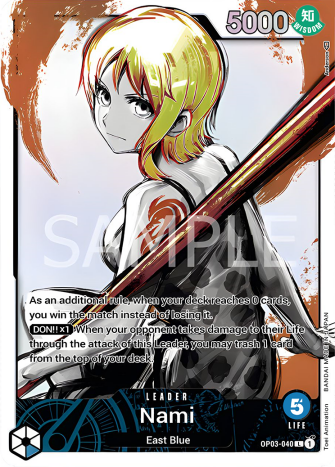 5000
知
WISDOM
SAMPLE
As an additional rule, when your deck reaches 0 cards,
you win the match instead of losing it.
DON!!×1 When your opponent takes damage to their Life
through the attack of this Leader, you may trash 1 card
from the top of your deck.
LEADER
Nami
East Blue
5
LIFE
OP03-040 L 1
BANDAI
Toei Animation